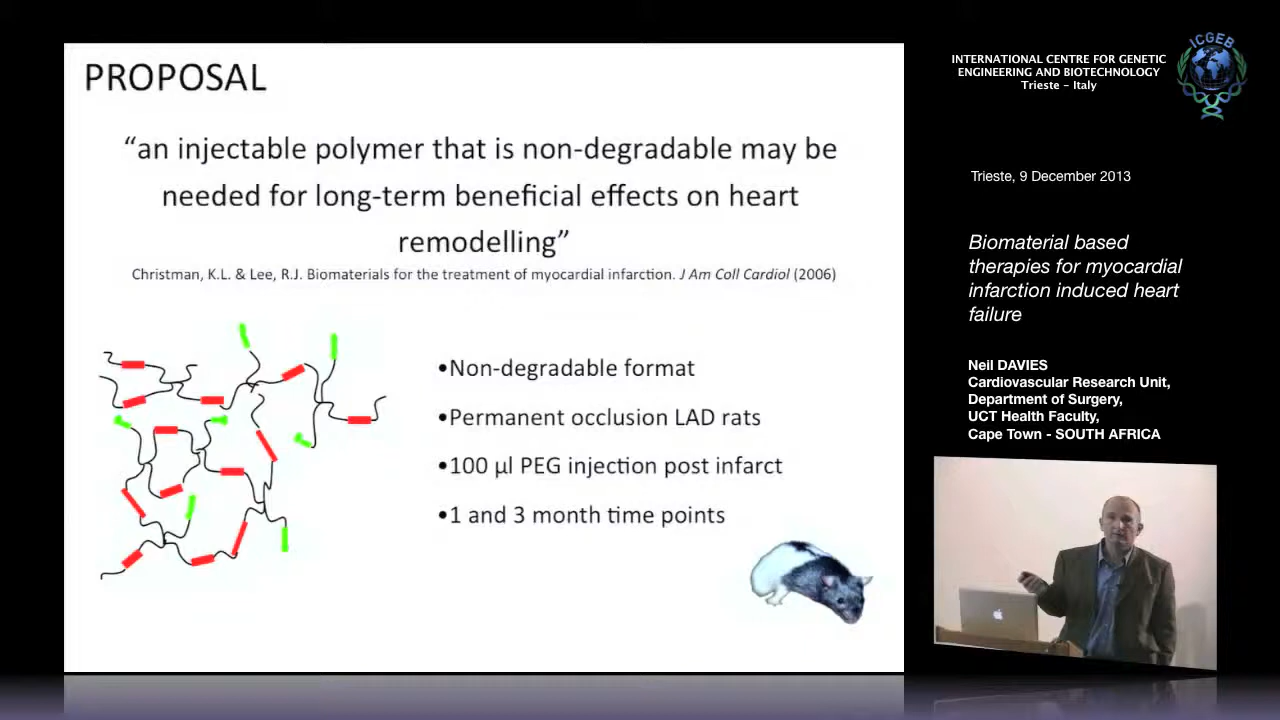 PROPOSAL
“an injectable polymer that is non-degradable may be
needed for long-term beneficial effects on heart
remodelling”
Christman, K.L. & Lee, R.J. Biomaterials for the treatment of myocardial infarction. J Am Coll Cardiol (2006)
•Non-degradable format
•Permanent occlusion LAD rats
•100 µl PEG injection post infarct
•1 and 3 month time points
INTERNATIONAL CENTRE FOR GENETIC
ENGINEERING AND BIOTECHNOLOGY
Trieste – Italy
ICGEB
Trieste, 9 December 2013
Biomaterial based
therapies for myocardial
infarction induced heart
failure
Neil DAVIES
Cardiovascular Research Unit,
Department of Surgery,
UCT Health Faculty,
Cape Town - SOUTH AFRICA